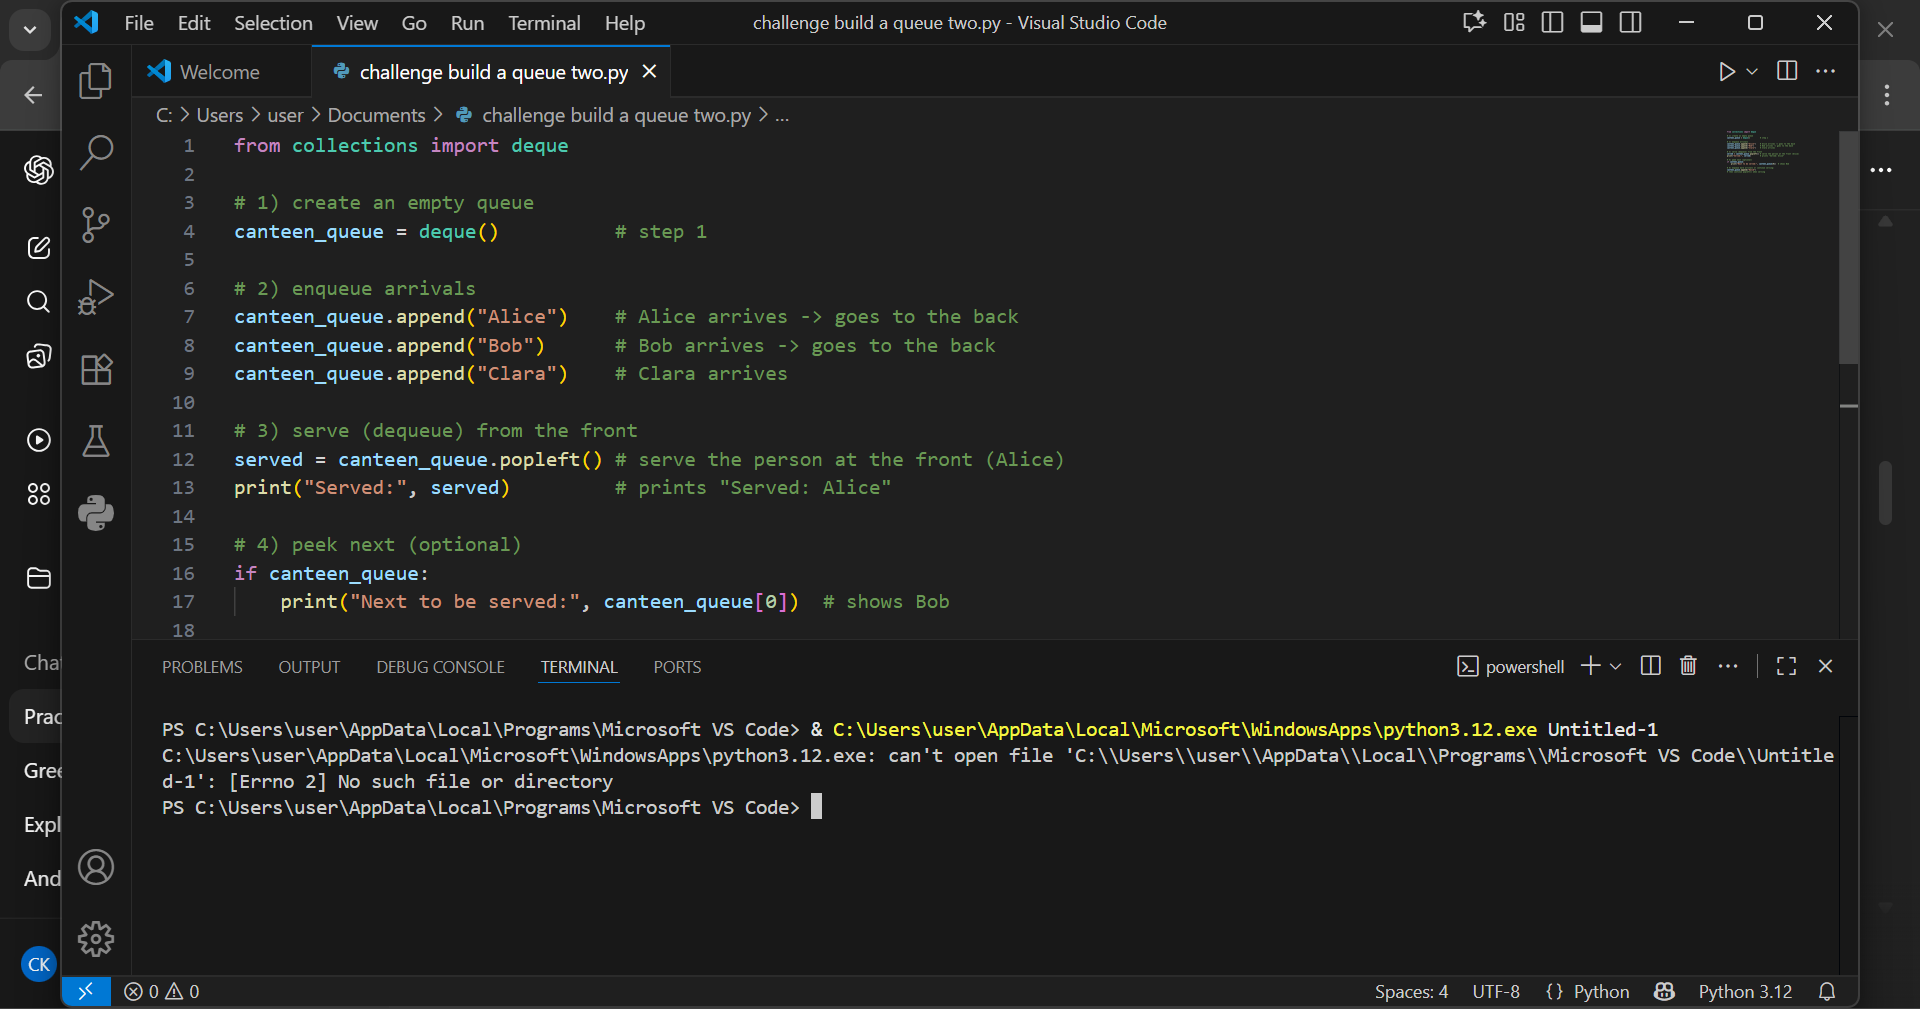 File Edit Selection View Go Run Terminal Help
challenge build a queue two.py - Visual Studio Code
Welcome
challenge build a queue two.py
C: > Users > user > Documents > challenge build a queue two.py > ...
1 from collections import deque
2
3 # 1) create an empty queue
4 canteen_queue = deque() # step 1
5
6 # 2) enqueue arrivals
7 canteen_queue.append("Alice") # Alice arrives -> goes to the back
8 canteen_queue.append("Bob") # Bob arrives -> goes to the back
9 canteen_queue.append("Clara") # Clara arrives
10
11 # 3) serve (dequeue) from the front
12 served = canteen_queue.popleft() # serve the person at the front (Alice)
13 print("Served:", served) # prints "Served: Alice"
14
15 # 4) peek next (optional)
16 if canteen_queue:
17 print("Next to be served:", canteen_queue[0]) # shows Bob
18
PROBLEMS OUTPUT DEBUG CONSOLE TERMINAL PORTS
powershell
PS C:\Users\user\AppData\Local\Programs\Microsoft VS Code> & C:\Users\user\AppData\Local\Microsoft\WindowsApps\python3.12.exe Untitled-1
C:\Users\user\AppData\Local\Microsoft\WindowsApps\python3.12.exe: can't open file 'C:\\Users\\user\\AppData\\Local\\Programs\\Microsoft VS Code\\Untitle
d-1': [Errno 2] No such file or directory
PS C:\Users\user\AppData\Local\Programs\Microsoft VS Code>
Cha
Prac
Gree
Expl
And
CK
0 0
Spaces: 4 UTF-8 {} Python Python 3.12